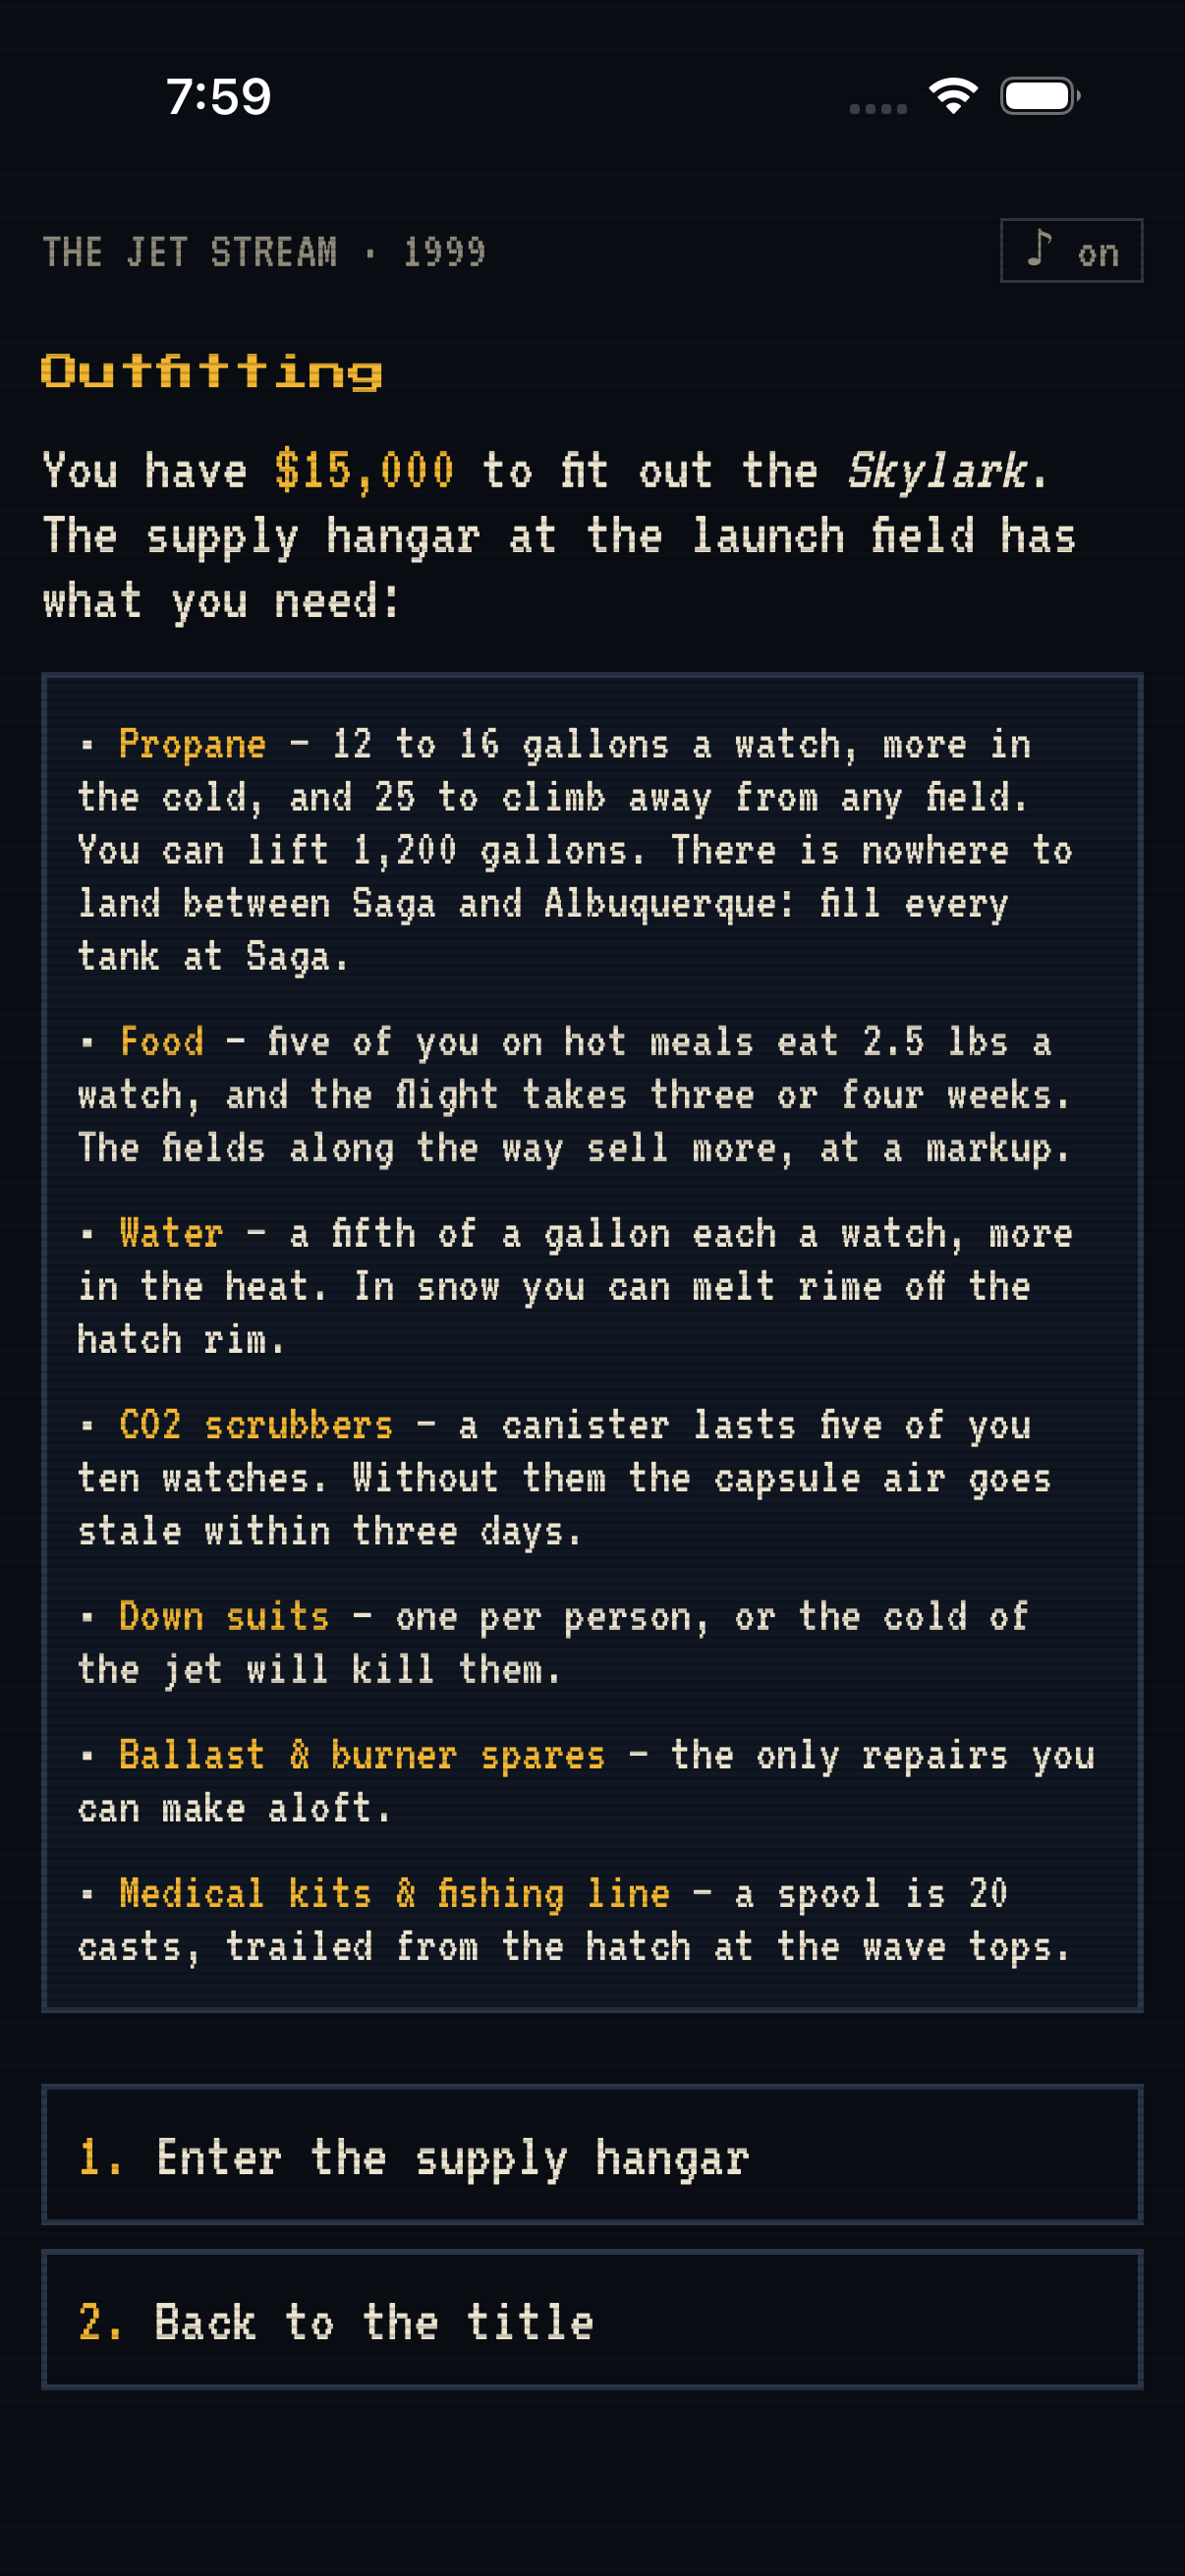 7:59
THE JET STREAM · 1999
♪ on
Outfitting
You have $15,000 to fit out the Skylark.
The supply hangar at the launch field has
what you need:
▪ Propane — 12 to 16 gallons a watch, more in
the cold, and 25 to climb away from any field.
You can lift 1,200 gallons. There is nowhere to
land between Saga and Albuquerque: fill every
tank at Saga.
▪ Food — five of you on hot meals eat 2.5 lbs a
watch, and the flight takes three or four weeks.
The fields along the way sell more, at a markup.
▪ Water — a fifth of a gallon each a watch, more
in the heat. In snow you can melt rime off the
hatch rim.
▪ CO2 scrubbers — a canister lasts five of you
ten watches. Without them the capsule air goes
stale within three days.
▪ Down suits — one per person, or the cold of
the jet will kill them.
▪ Ballast & burner spares — the only repairs you
can make aloft.
▪ Medical kits & fishing line — a spool is 20
casts, trailed from the hatch at the wave tops.
1. Enter the supply hangar
2. Back to the title